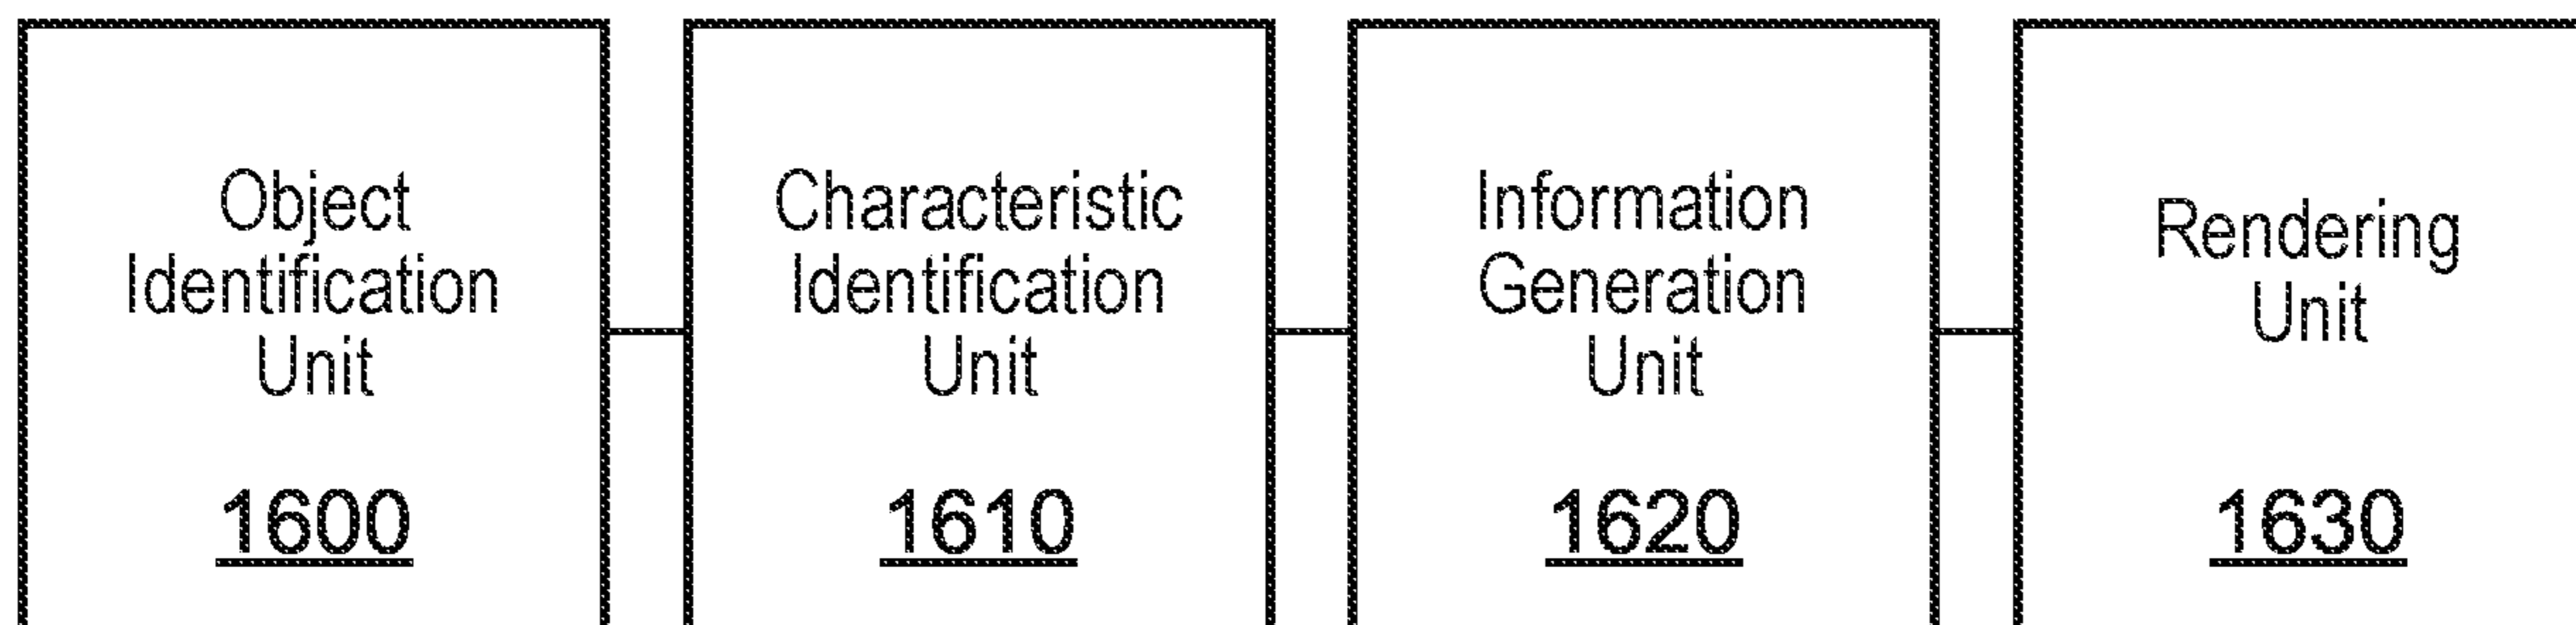 Object
Identification
Unit
1600
Characteristic
Identification
Unit
1610
Information
Generation
Unit
1620
Rendering
Unit
1630